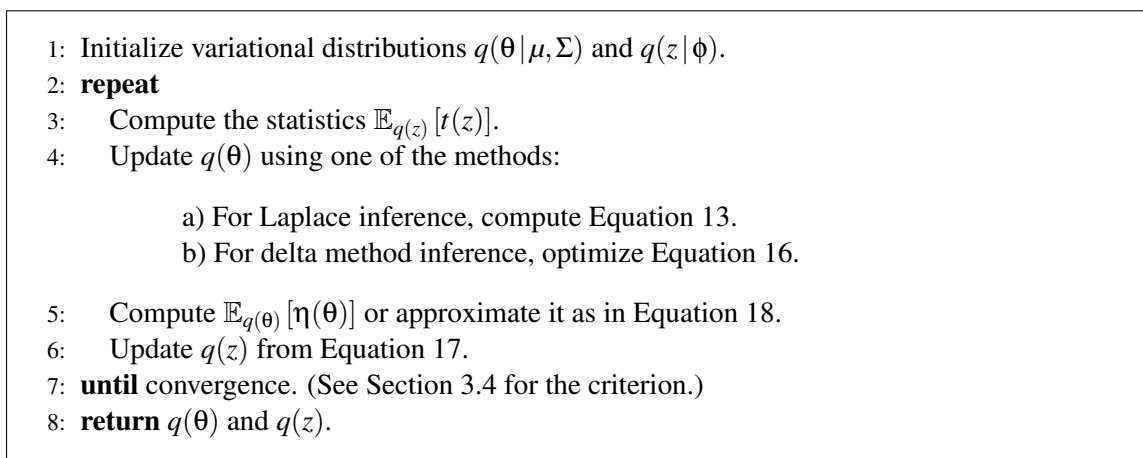 1: Initialize variational distributions q(θ|μ,Σ) and q(z|ϕ).
2: repeat
3: Compute the statistics 𝔼_{q(z)} [t(z)].
4: Update q(θ) using one of the methods:
a) For Laplace inference, compute Equation 13.
b) For delta method inference, optimize Equation 16.
5: Compute 𝔼_{q(θ)} [η(θ)] or approximate it as in Equation 18.
6: Update q(z) from Equation 17.
7: until convergence. (See Section 3.4 for the criterion.)
8: return q(θ) and q(z).